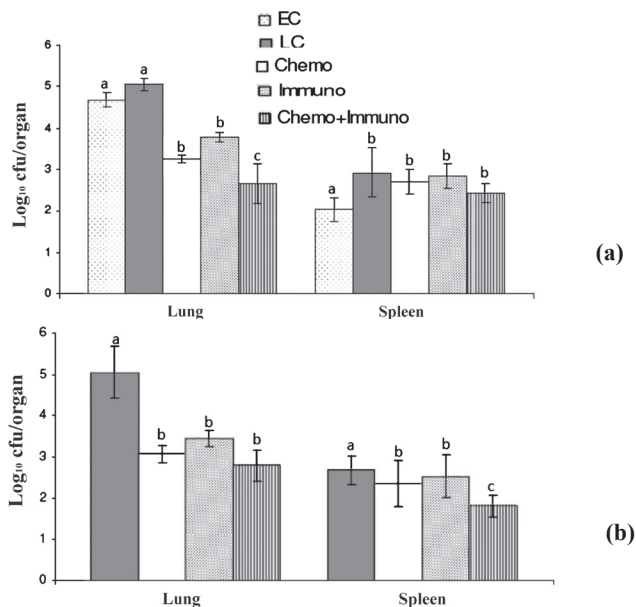 EC
LC
Chemo
Immuno
Chemo+Immuno
Log₁₀ cfu/organ
6
5
4
3
2
1
0
a
a
b
b
c
a
b
b
b
b
Lung
Spleen
(a)
Log₁₀ cfu/organ
6
5
4
3
2
1
0
a
b
b
b
a
b
b
c
Lung
Spleen
(b)